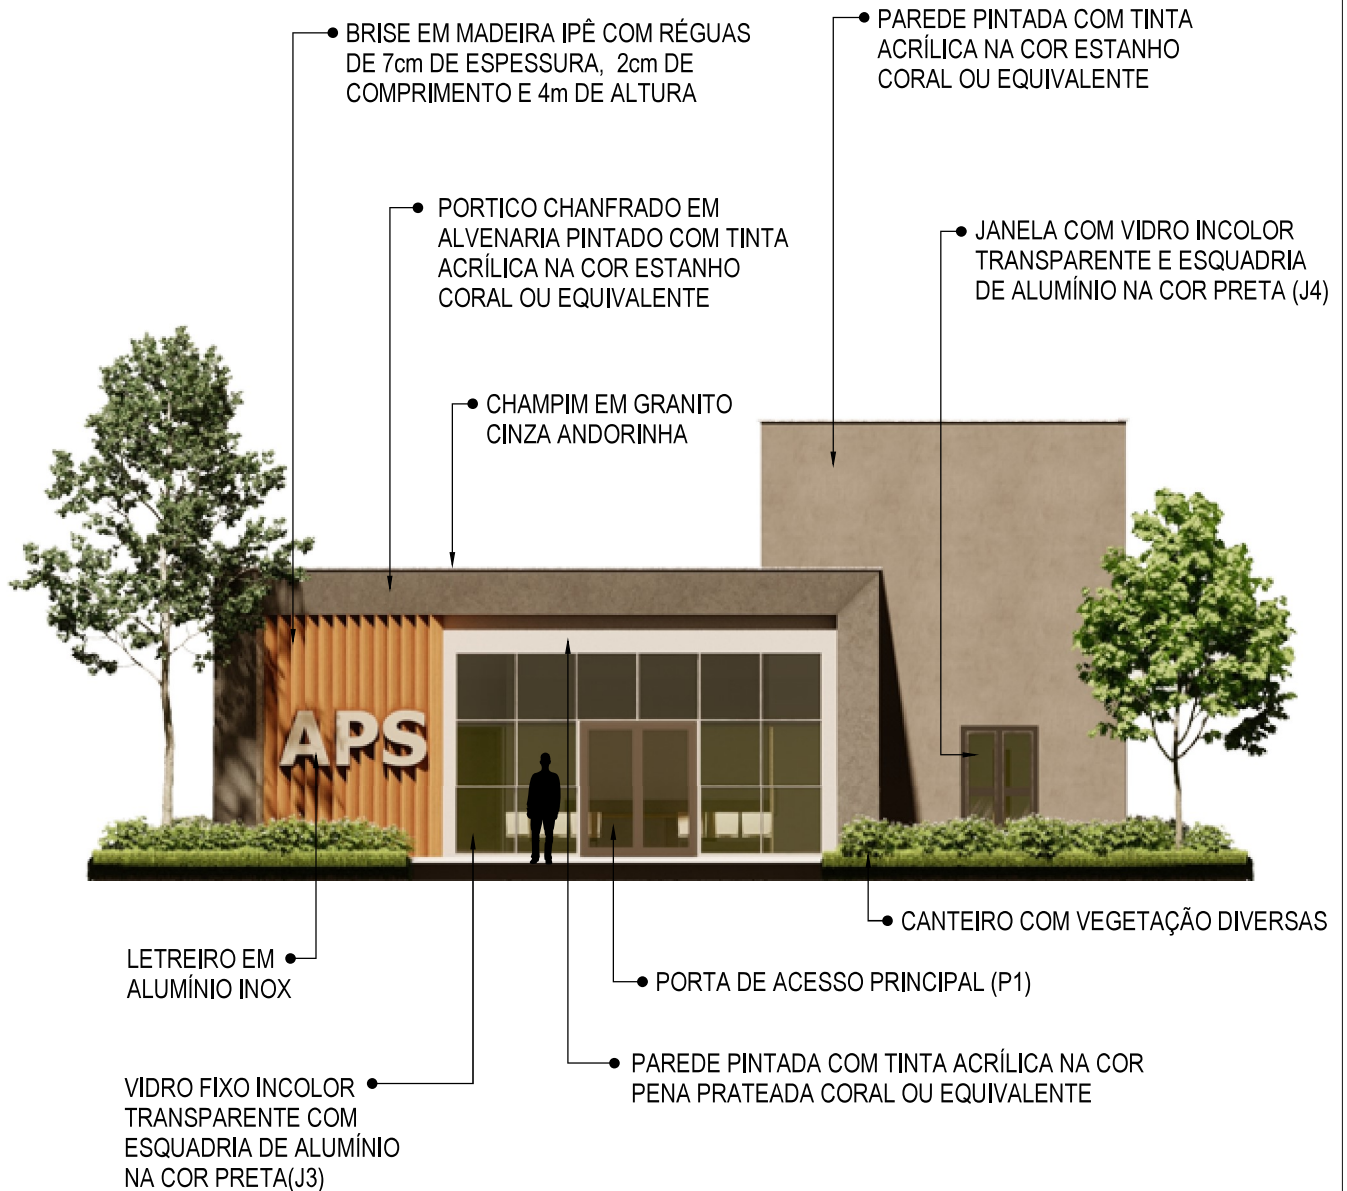 BRISE EM MADEIRA IPÊ COM RÉGUAS
DE 7cm DE ESPESSURA, 2cm DE
COMPRIMENTO E 4m DE ALTURA
PAREDE PINTADA COM TINTA
ACRÍLICA NA COR ESTANHO
CORAL OU EQUIVALENTE
PORTICO CHANFRADO EM
ALVENARIA PINTADO COM TINTA
ACRÍLICA NA COR ESTANHO
CORAL OU EQUIVALENTE
JANELA COM VIDRO INCOLOR
TRANSPARENTE E ESQUADRIA
DE ALUMÍNIO NA COR PRETA (J4)
CHAMPIM EM GRANITO
CINZA ANDORINHA
APS
CANTEIRO COM VEGETAÇÃO DIVERSAS
LETREIRO EM
ALUMÍNIO INOX
PORTA DE ACESSO PRINCIPAL (P1)
PAREDE PINTADA COM TINTA ACRÍLICA NA COR
PENA PRATEADA CORAL OU EQUIVALENTE
VIDRO FIXO INCOLOR
TRANSPARENTE COM
ESQUADRIA DE ALUMÍNIO
NA COR PRETA(J3)